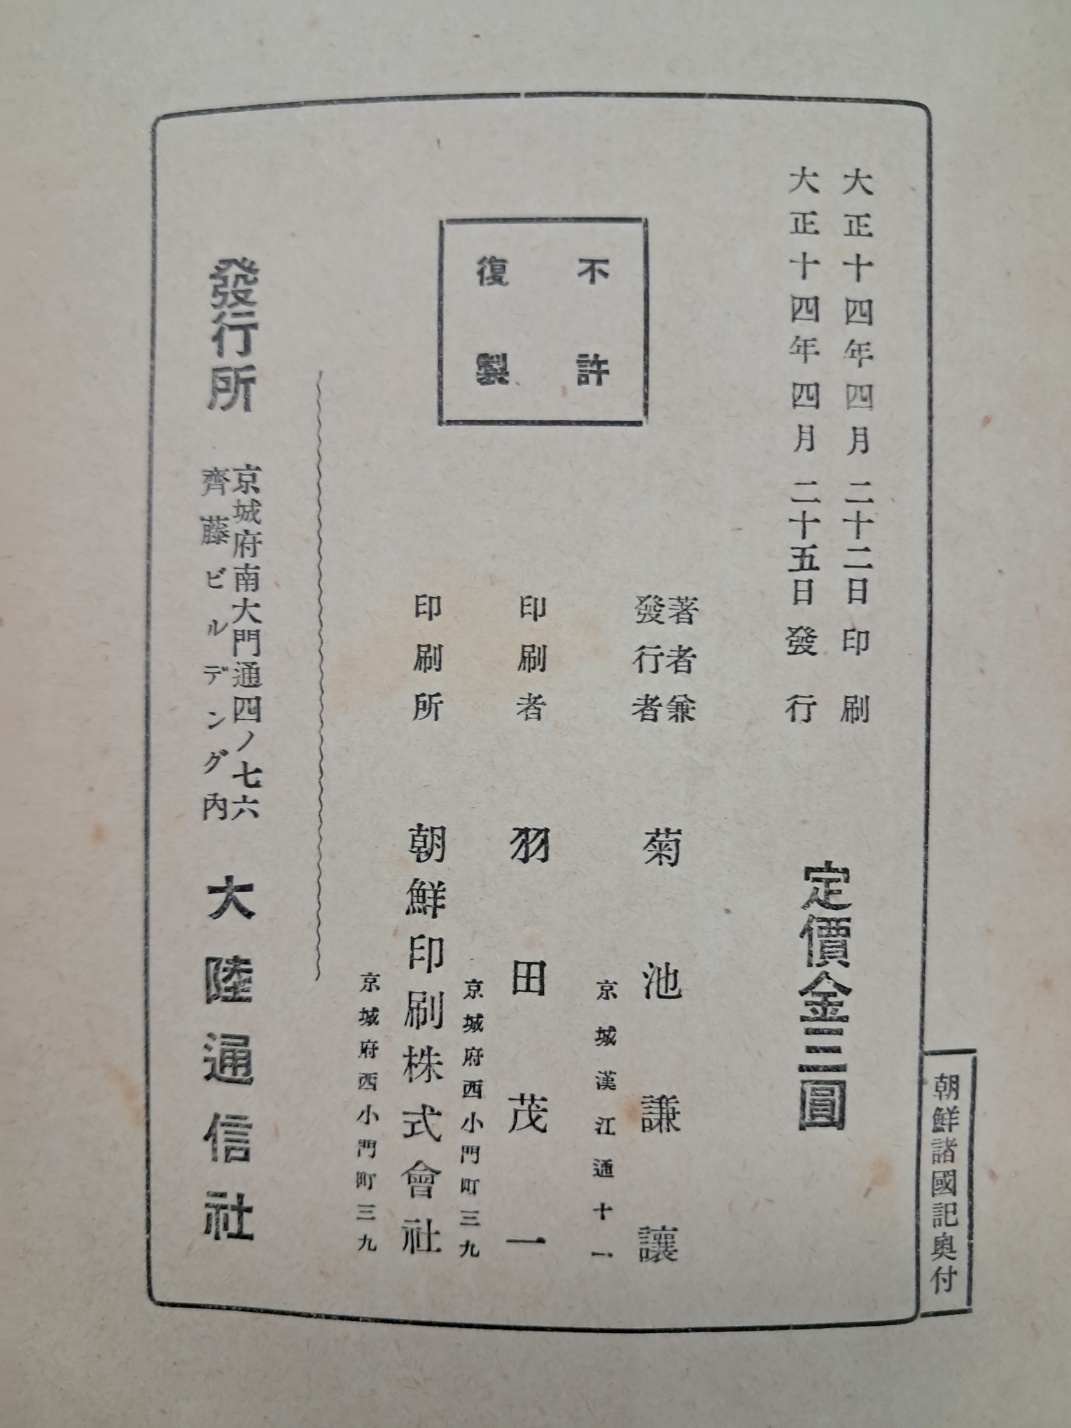 朝鮮諸國記奧付
大正十四年四月二十二日印刷
大正十四年四月二十五日發行
定價金三圓
不許
復製
著者兼
發行者
菊池謙讓
京城漢江通十一
印刷者
羽田茂一
京城府西小門町三九
印刷所
朝鮮印刷株式會社
京城府西小門町三九
發行所
京城府南大門通四ノ七六
齊藤ビルデング內
大陸通信社